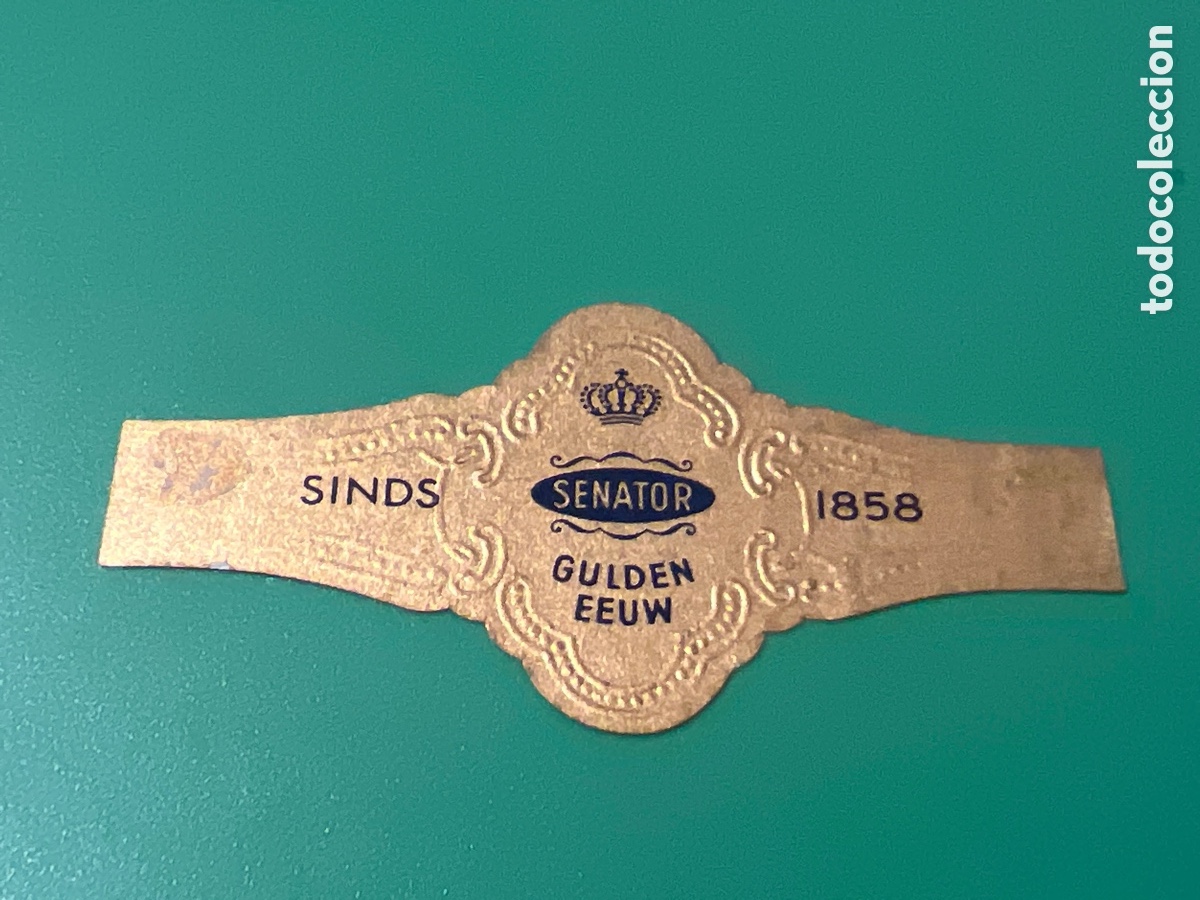 SINDS
SENATOR
GULDEN
EEUW
1858
todocoleccion